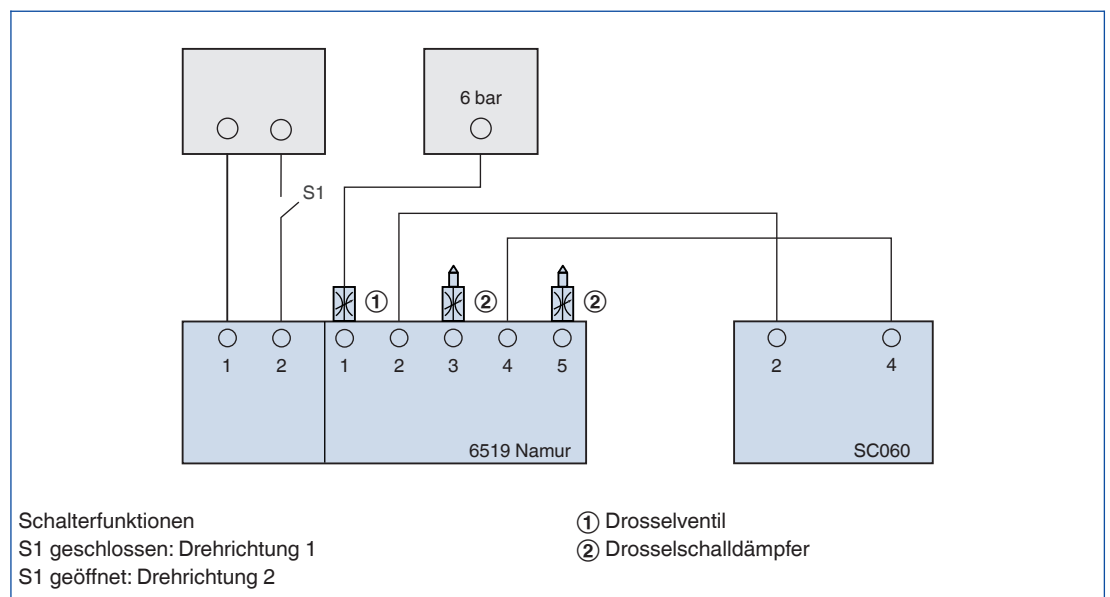 6 bar
S1
① ② ②
1 2 1 2 3 4 5 2 4
6519 Namur SC060
Schalterfunktionen
S1 geschlossen: Drehrichtung 1
S1 geöffnet: Drehrichtung 2
① Drosselventil
② Drosselschalldämpfer